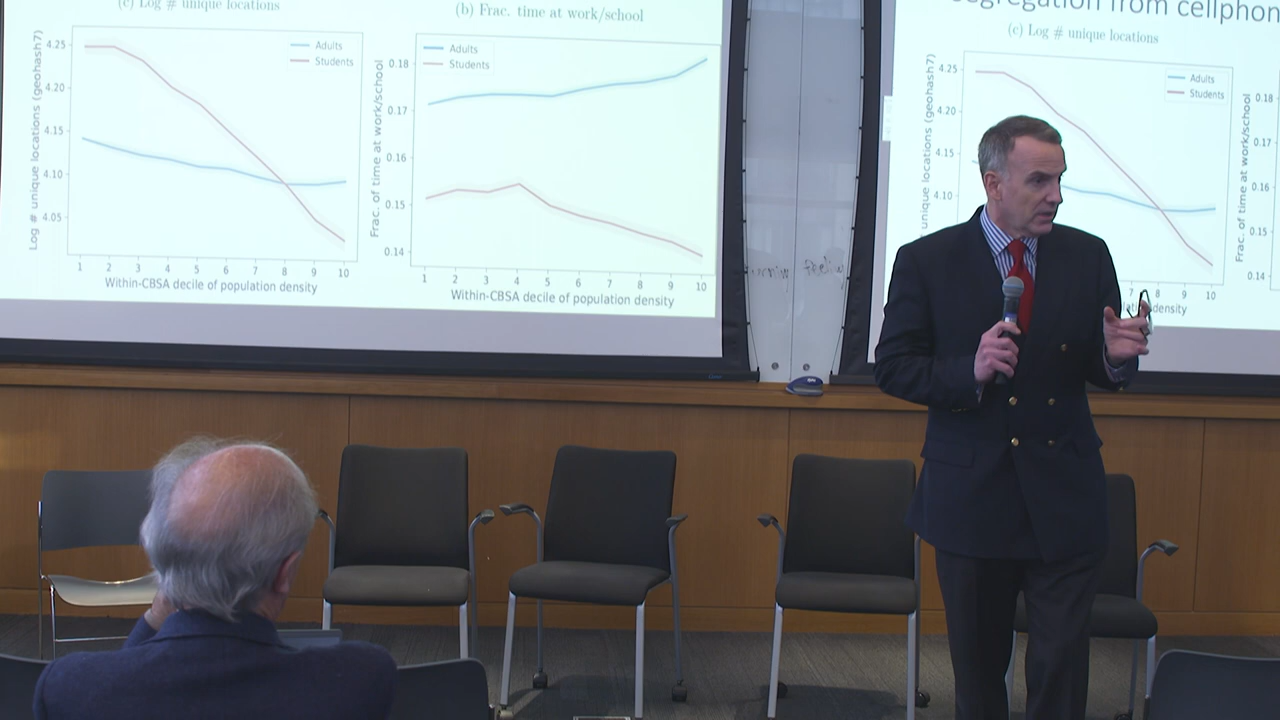 (c) Log # unique locations
Adults
Students
4.25
4.20
4.15
4.10
4.05
Log # unique locations (geohash7)
1 2 3 4 5 6 7 8 9 10
Within-CBSA decile of population density
(b) Frac. time at work/school
Adults
Students
0.18
0.17
0.16
0.15
0.14
Frac. of time at work/school
1 2 3 4 5 6 7 8 9 10
Within-CBSA decile of population density
segregation from cellphon
(c) Log # unique locations
Adults
Students
4.25
4.20
4.15
4.10
unique locations (geohash7)
7 8 9 10
density
0.18
0.17
0.16
0.15
0.14
Frac. of time at work/school